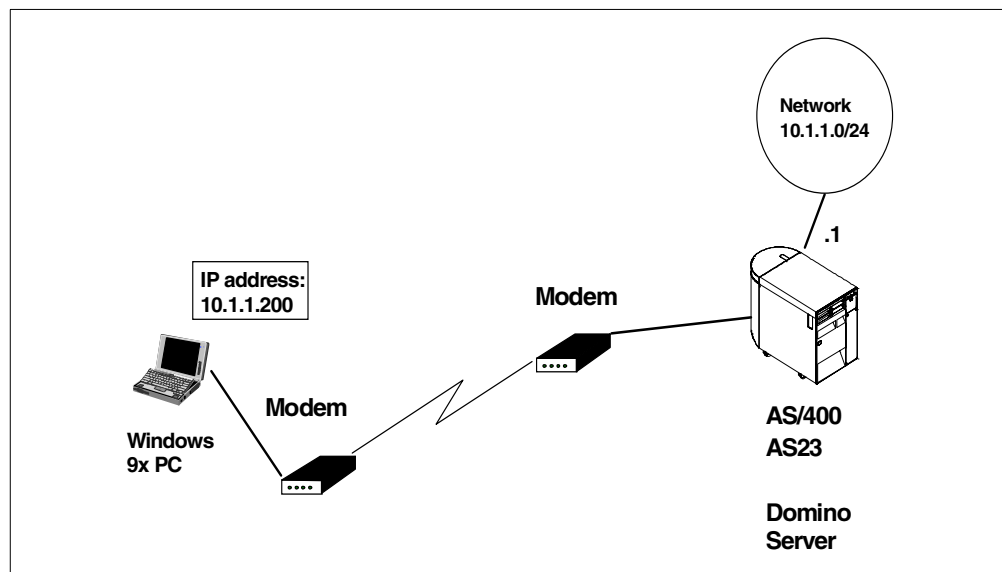 Network
10.1.1.0/24
.1
IP address:
10.1.1.200
Modem
Modem
Windows
9x PC
AS/400
AS23
Domino
Server